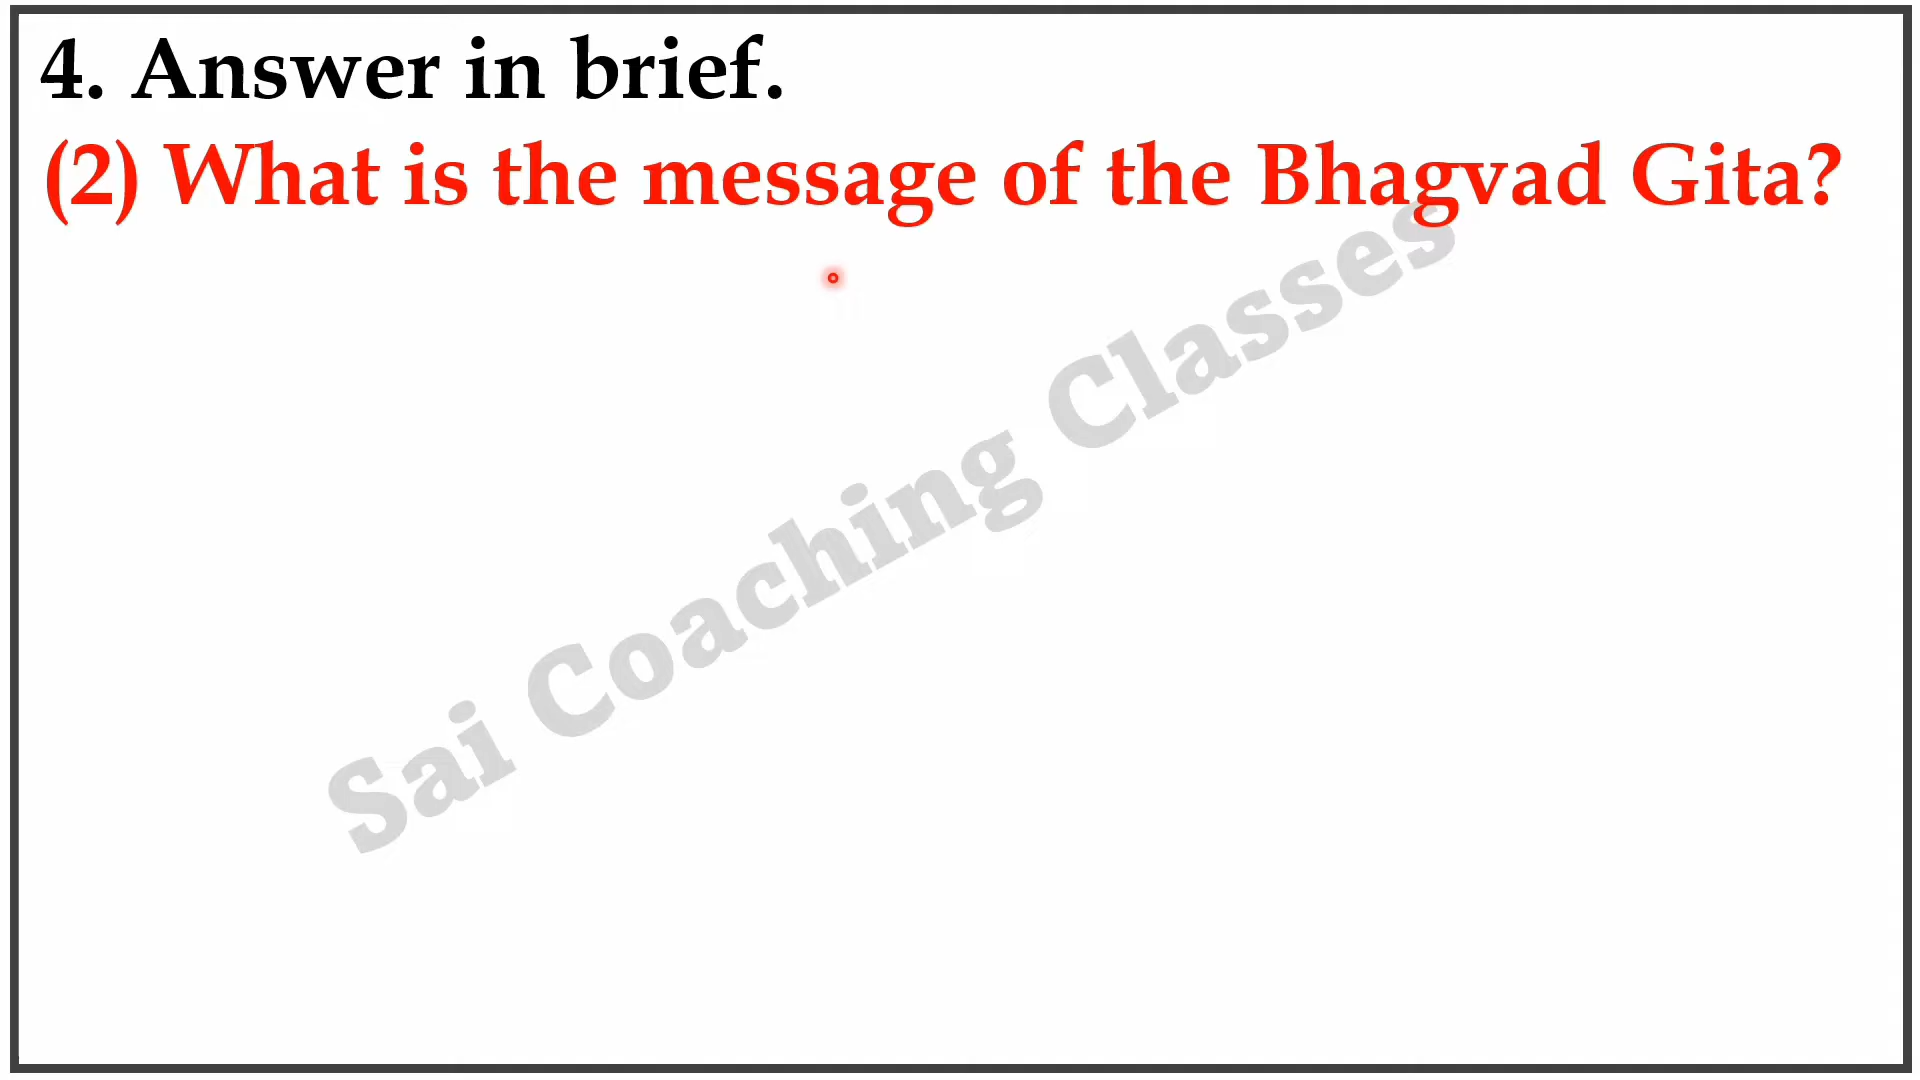 4. Answer in brief.
(2) What is the message of the Bhagvad Gita?
Sai Coaching Classes